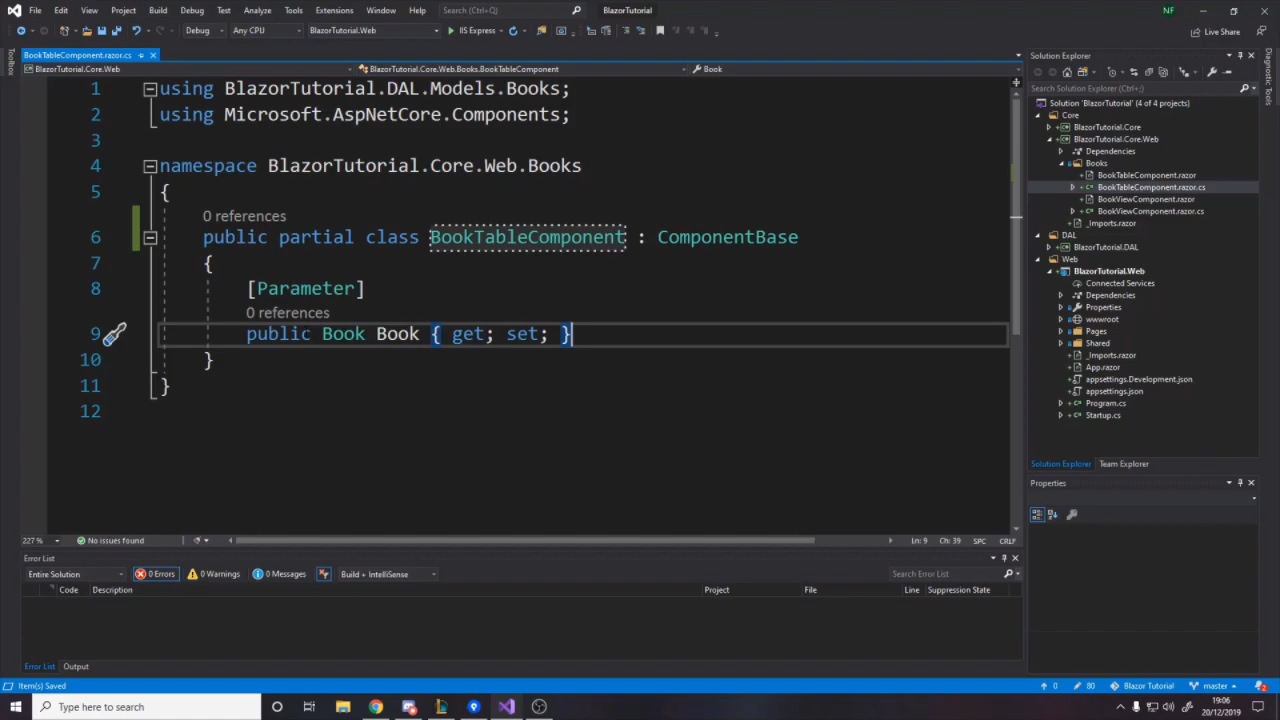 File Edit View Project Build Debug Test Analyze Tools Extensions Window Help Search (Ctrl+Q) BlazorTutorial NF
Debug Any CPU BlazorTutorial.Web IIS Express Live Share
Toolbox
BookTableComponent.razor.cs
BlazorTutorial.Core.Web BlazorTutorial.Core.Web.Books.BookTableComponent Book
1 using BlazorTutorial.DAL.Models.Books;
2 using Microsoft.AspNetCore.Components;
3
4 namespace BlazorTutorial.Core.Web.Books
5 {
0 references
6 public partial class BookTableComponent : ComponentBase
7 {
8 [Parameter]
0 references
9 public Book Book { get; set; }
10 }
11 }
12
227 % No issues found Ln: 9 Ch: 39 SPC CRLF
Error List
Entire Solution 0 Errors 0 Warnings 0 Messages Build + IntelliSense Search Error List
Code Description Project File Line Suppression State
Error List Output
Solution Explorer
Search Solution Explorer (Ctrl+;)
Solution 'BlazorTutorial' (4 of 4 projects)
Core
BlazorTutorial.Core
BlazorTutorial.Core.Web
Dependencies
Books
BookTableComponent.razor
BookTableComponent.razor.cs
BookViewComponent.razor
BookViewComponent.razor.cs
_Imports.razor
DAL
BlazorTutorial.DAL
Web
BlazorTutorial.Web
Connected Services
Dependencies
Properties
wwwroot
Pages
Shared
_Imports.razor
App.razor
appsettings.Development.json
appsettings.json
Program.cs
Startup.cs
Solution Explorer Team Explorer
Properties
Diagnostic Tools
Item(s) Saved 0 80 Blazor Tutorial master 2
Type here to search 19:06
20/12/2019